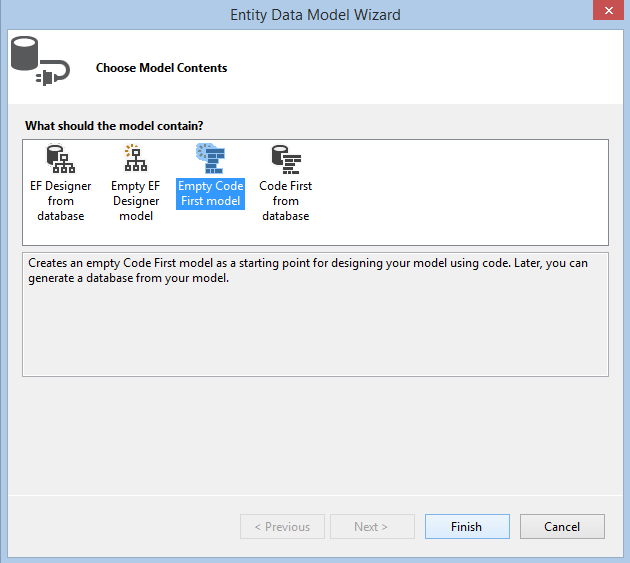 Entity Data Model Wizard
Choose Model Contents
What should the model contain?
EF Designer
from
database
Empty EF
Designer
model
Empty Code
First model
Code First
from
database
Creates an empty Code First model as a starting point for designing your model using code. Later, you can
generate a database from your model.
< Previous
Next >
Finish
Cancel